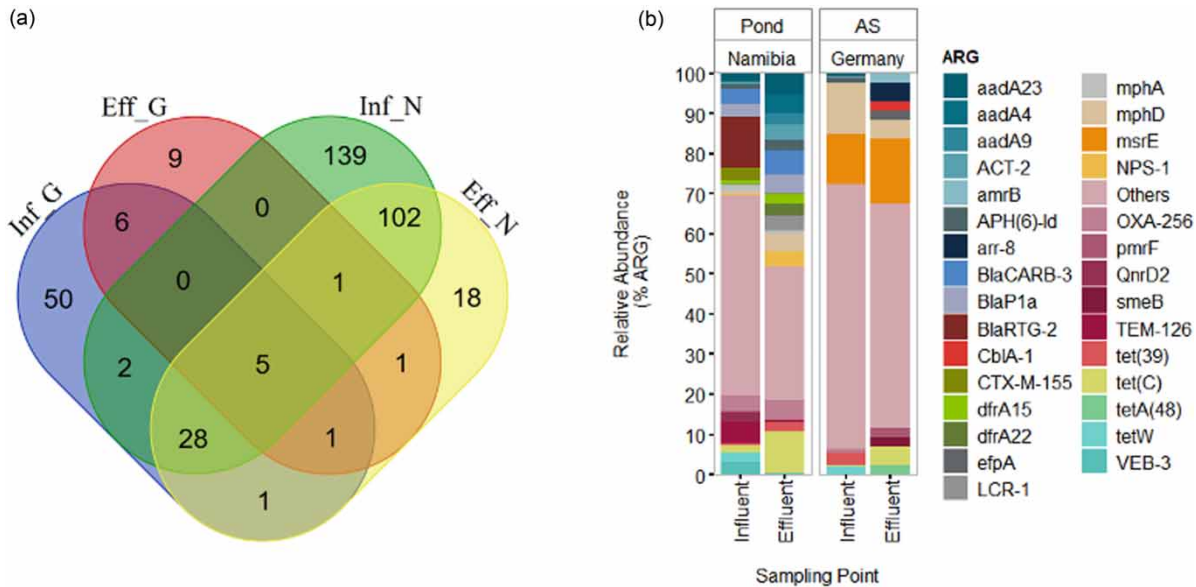 (a)
Eff_G
Inf_N
Inf_G
Eff_N
9
139
6
0
102
50
0
1
18
2
5
1
28
1
1
(b)
Pond
AS
Namibia
Germany
Relative Abundance
(% ARG)
100
90
80
70
60
50
40
30
20
10
0
Influent
Effluent
Influent
Effluent
Sampling Point
ARG
aadA23
aadA4
aadA9
ACT-2
amrB
APH(6)-Id
arr-8
BlaCARB-3
BlaP1a
BlaRTG-2
CblA-1
CTX-M-155
dfrA15
dfrA22
efpA
LCR-1
mphA
mphD
msrE
NPS-1
Others
OXA-256
pmrF
QnrD2
smeB
TEM-126
tet(39)
tet(C)
tetA(48)
tetW
VEB-3